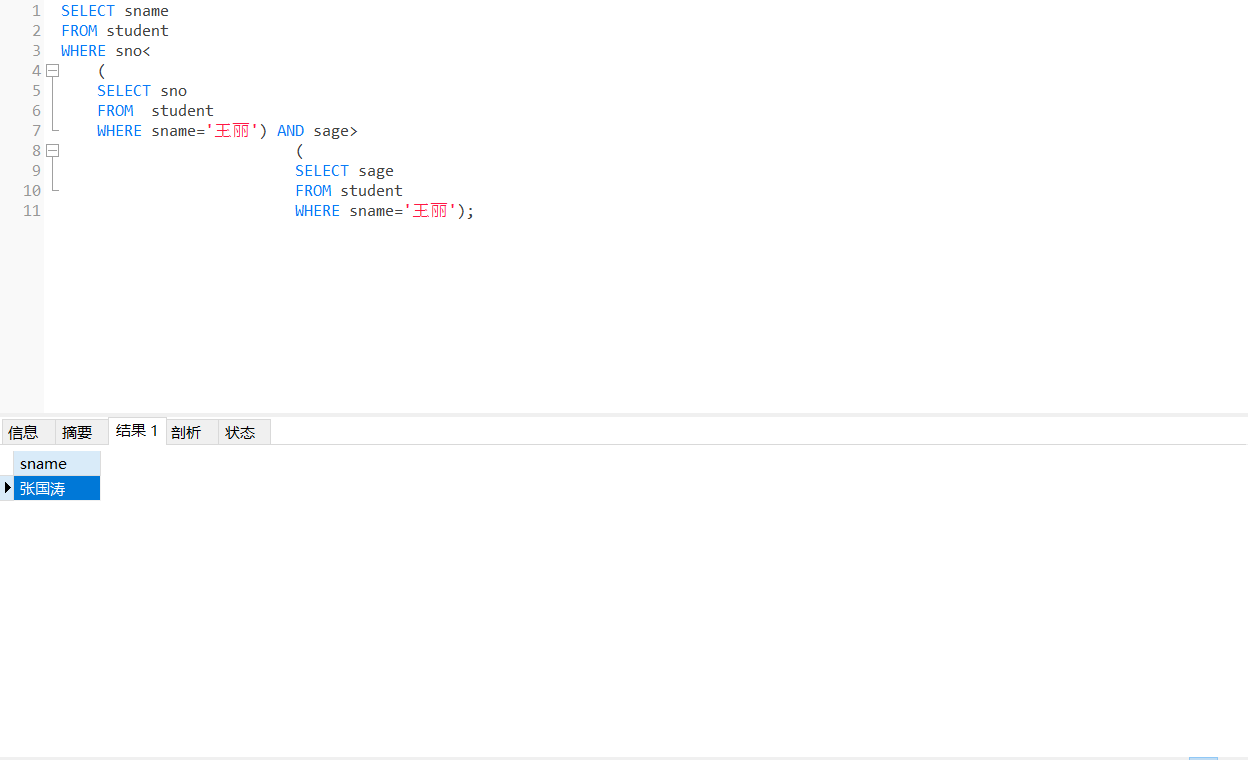 1 SELECT sname
2 FROM student
3 WHERE sno<
4 (
5 SELECT sno
6 FROM  student
7 WHERE sname='王丽') AND sage>
8 (
9 SELECT sage
10 FROM student
11 WHERE sname='王丽');
信息 摘要 结果 1 剖析 状态
sname
张国涛